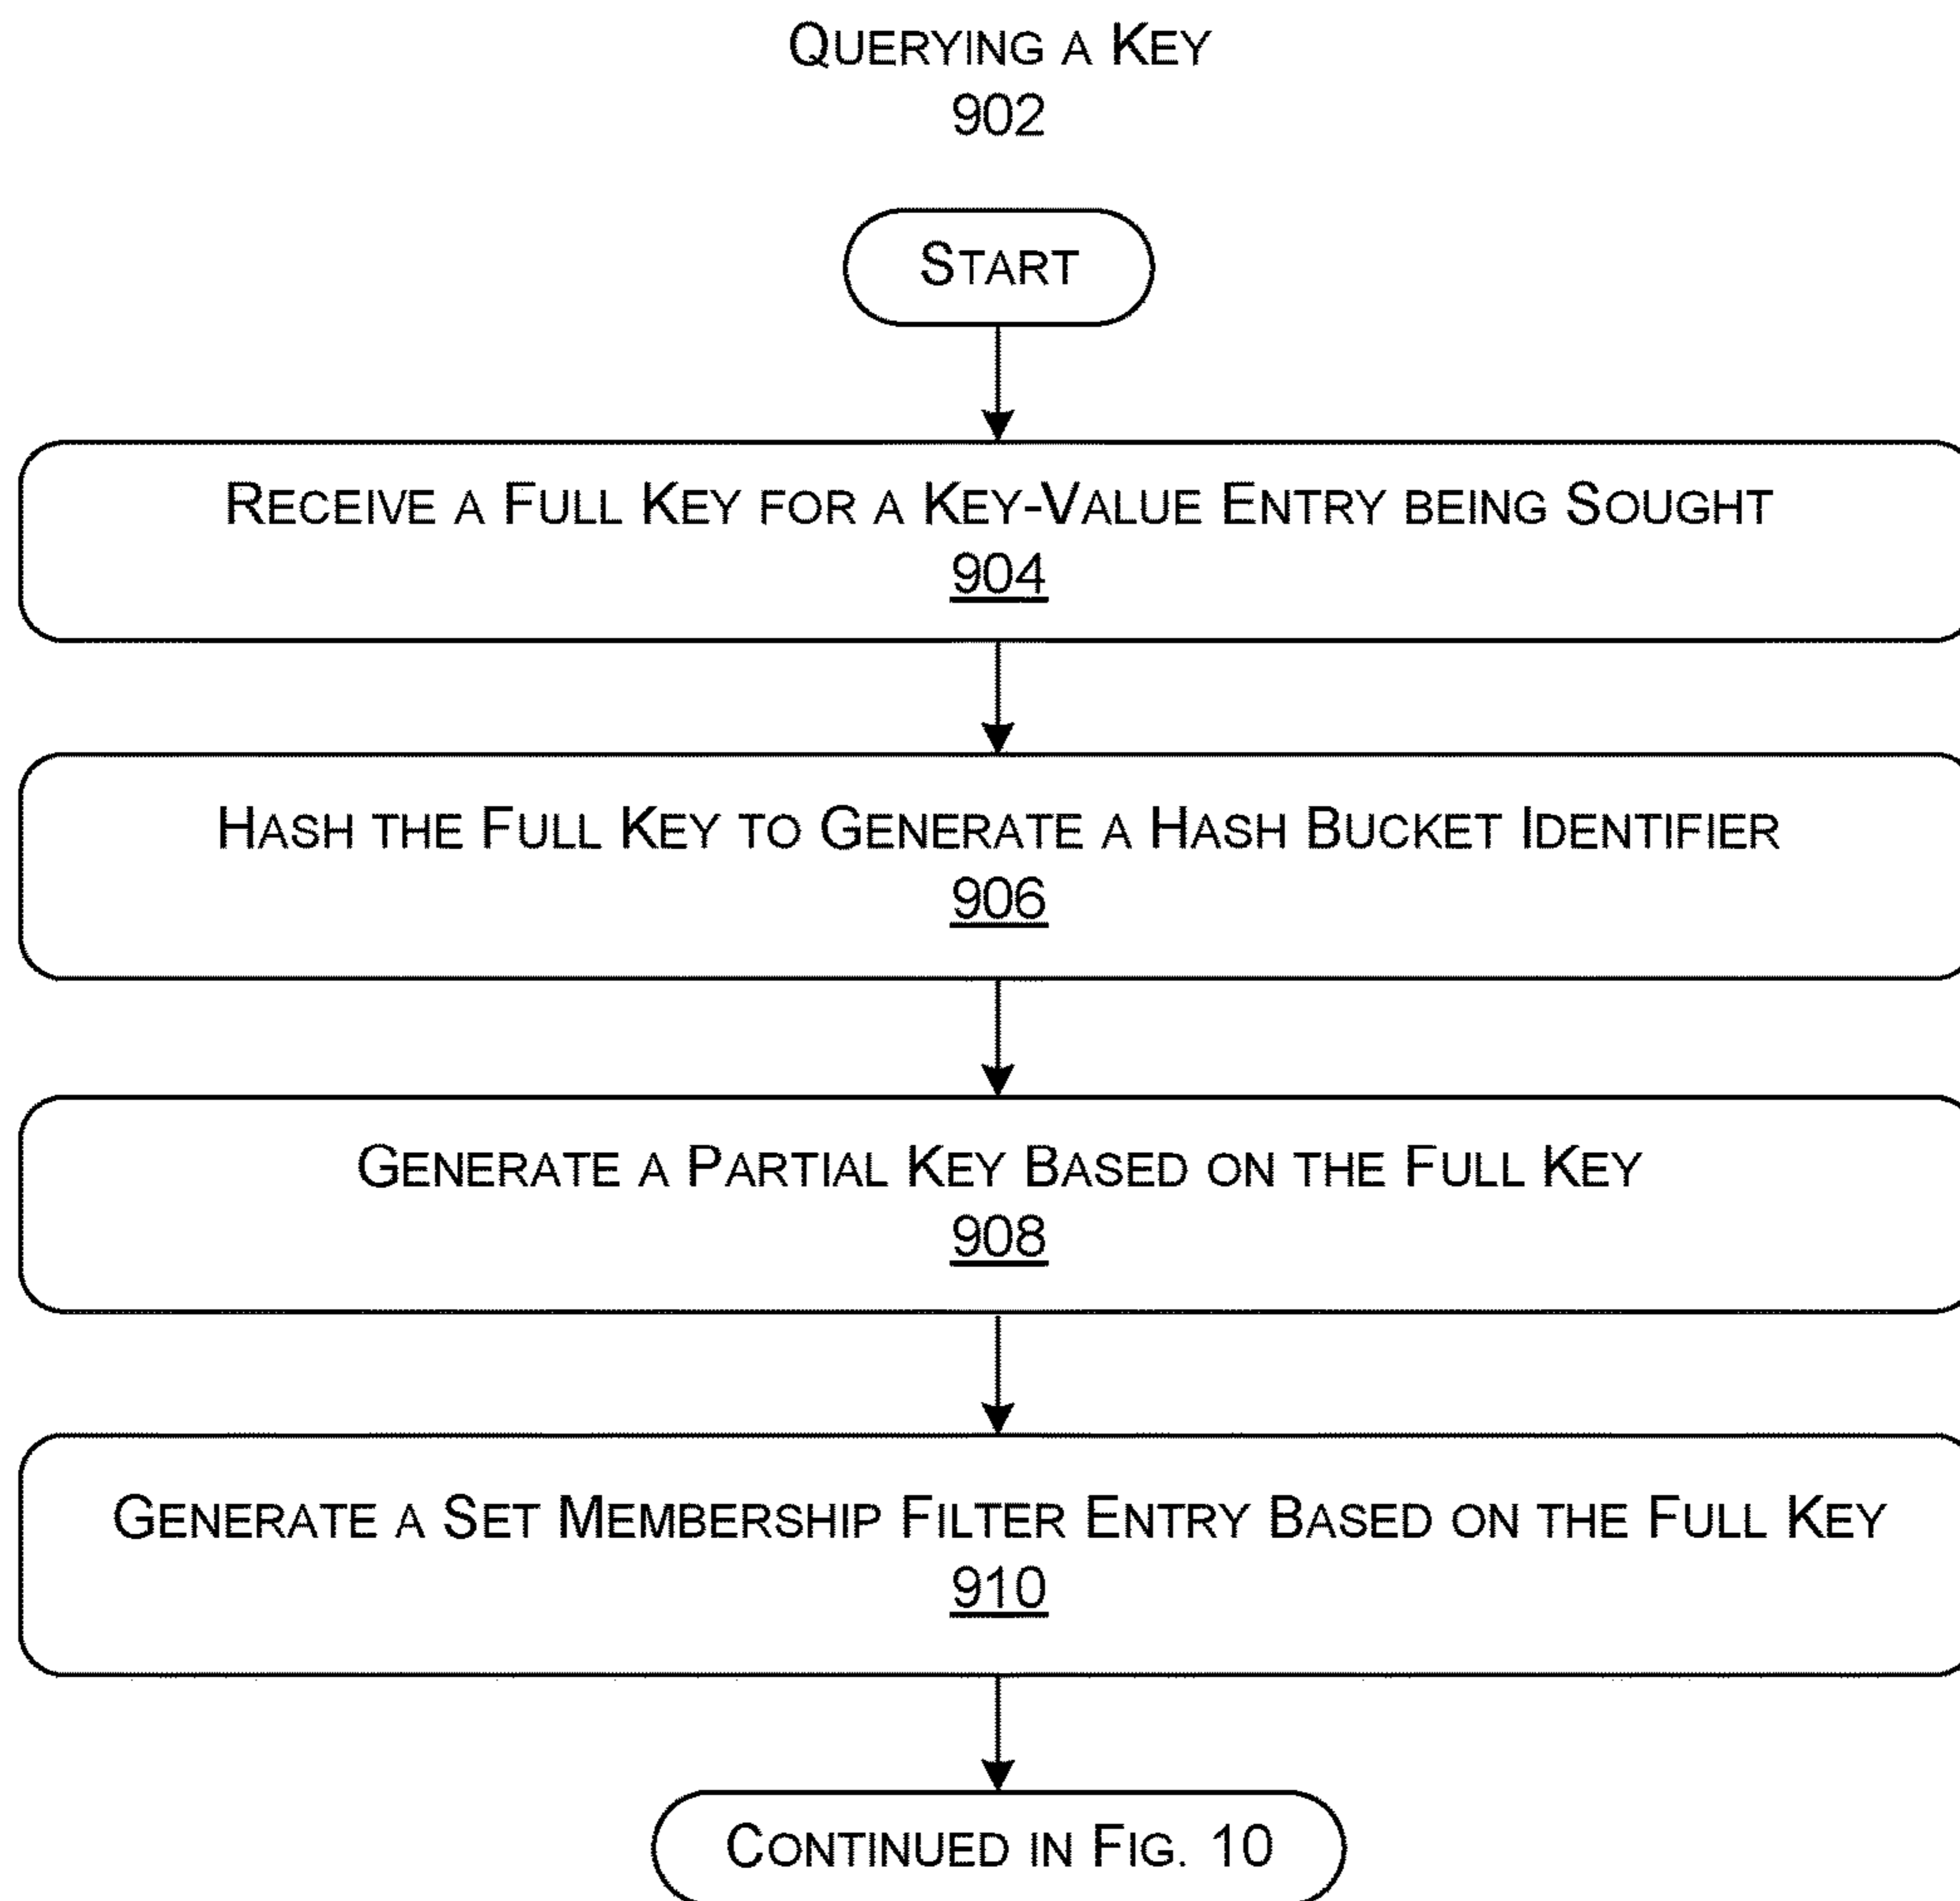 QUERYING A KEY
902
START
RECEIVE A FULL KEY FOR A KEY-VALUE ENTRY BEING SOUGHT
904
HASH THE FULL KEY TO GENERATE A HASH BUCKET IDENTIFIER
906
GENERATE A PARTIAL KEY BASED ON THE FULL KEY
908
GENERATE A SET MEMBERSHIP FILTER ENTRY BASED ON THE FULL KEY
910
CONTINUED IN FIG. 10